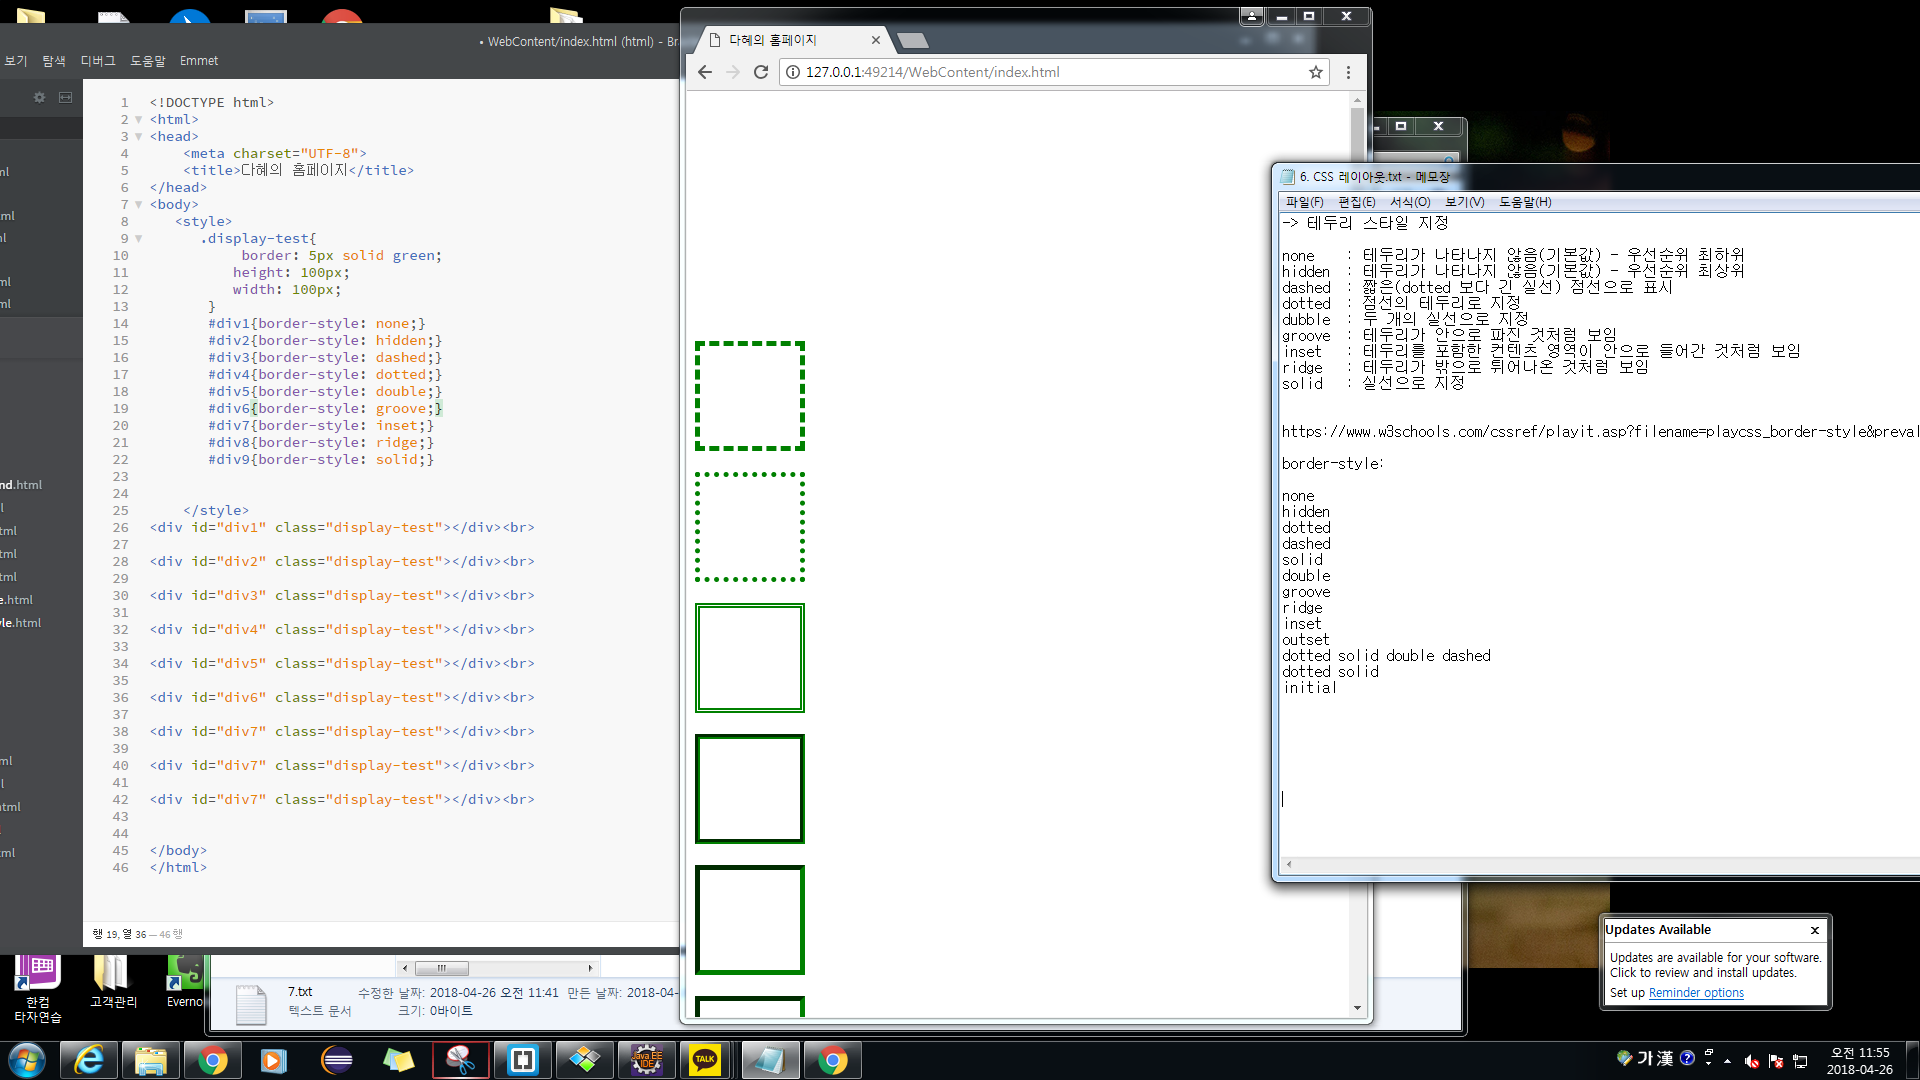 • WebContent/index.html (html) - Br
보기 탐색 디버그 도움말 Emmet
ml
ml
ml
ml
nd.html
tml
tml
tml
e.html
yle.html
ml
tml
ml
1 <!DOCTYPE html>
2 <html>
3 <head>
4 <meta charset="UTF-8">
5 <title>다혜의 홈페이지</title>
6 </head>
7 <body>
8 <style>
9 .display-test{
10 border: 5px solid green;
11 height: 100px;
12 width: 100px;
13 }
14 #div1{border-style: none;}
15 #div2{border-style: hidden;}
16 #div3{border-style: dashed;}
17 #div4{border-style: dotted;}
18 #div5{border-style: double;}
19 #div6{border-style: groove;}
20 #div7{border-style: inset;}
21 #div8{border-style: ridge;}
22 #div9{border-style: solid;}
23
24
25 </style>
26 <div id="div1" class="display-test"></div><br>
27
28 <div id="div2" class="display-test"></div><br>
29
30 <div id="div3" class="display-test"></div><br>
31
32 <div id="div4" class="display-test"></div><br>
33
34 <div id="div5" class="display-test"></div><br>
35
36 <div id="div6" class="display-test"></div><br>
37
38 <div id="div7" class="display-test"></div><br>
39
40 <div id="div7" class="display-test"></div><br>
41
42 <div id="div7" class="display-test"></div><br>
43
44
45 </body>
46 </html>
행 19, 열 36 — 46 행
다혜의 홈페이지
127.0.0.1:49214/WebContent/index.html
6. CSS 레이아웃.txt - 메모장
파일(F) 편집(E) 서식(O) 보기(V) 도움말(H)
-> 테두리 스타일 지정
none : 테두리가 나타나지 않음(기본값) - 우선순위 최하위
hidden : 테두리가 나타나지 않음(기본값) - 우선순위 최상위
dashed : 짧은(dotted 보다 긴 실선) 점선으로 표시
dotted : 점선의 테두리로 지정
dubble : 두 개의 실선으로 지정
groove : 테두리가 안으로 파진 것처럼 보임
inset : 테두리를 포함한 컨텐츠 영역이 안으로 들어간 것처럼 보임
ridge : 테두리가 밖으로 튀어나온 것처럼 보임
solid : 실선으로 지정
https://www.w3schools.com/cssref/playit.asp?filename=playcss_border-style&preval
border-style:
none
hidden
dotted
dashed
solid
double
groove
ridge
inset
outset
dotted solid double dashed
dotted solid
initial
Updates Available
Updates are available for your software.
Click to review and install updates.
Set up Reminder options
한컴
타자연습
고객관리
Everno
7.txt
텍스트 문서
수정한 날짜: 2018-04-26 오전 11:41
만든 날짜: 2018-04-
크기: 0바이트
Java EE
IDE
TALK
가 漢
오전 11:55
2018-04-26